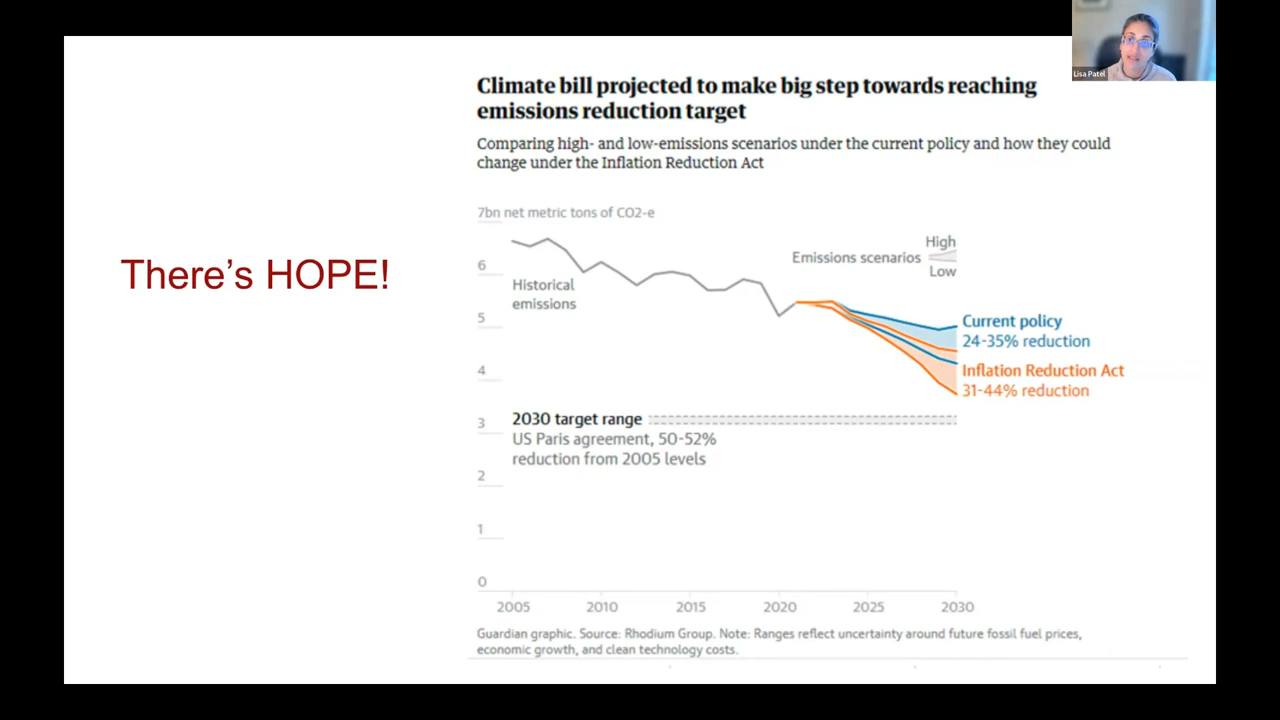 Lisa Patel
There's HOPE!
Climate bill projected to make big step towards reaching
emissions reduction target
Comparing high- and low-emissions scenarios under the current policy and how they could
change under the Inflation Reduction Act
7bn net metric tons of CO2-e
High
Emissions scenarios
Low
6
Historical
emissions
5
Current policy
24-35% reduction
4
Inflation Reduction Act
31-44% reduction
3
2030 target range
US Paris agreement, 50-52%
reduction from 2005 levels
2
1
0
2005 2010 2015 2020 2025 2030
Guardian graphic. Source: Rhodium Group. Note: Ranges reflect uncertainty around future fossil fuel prices,
economic growth, and clean technology costs.